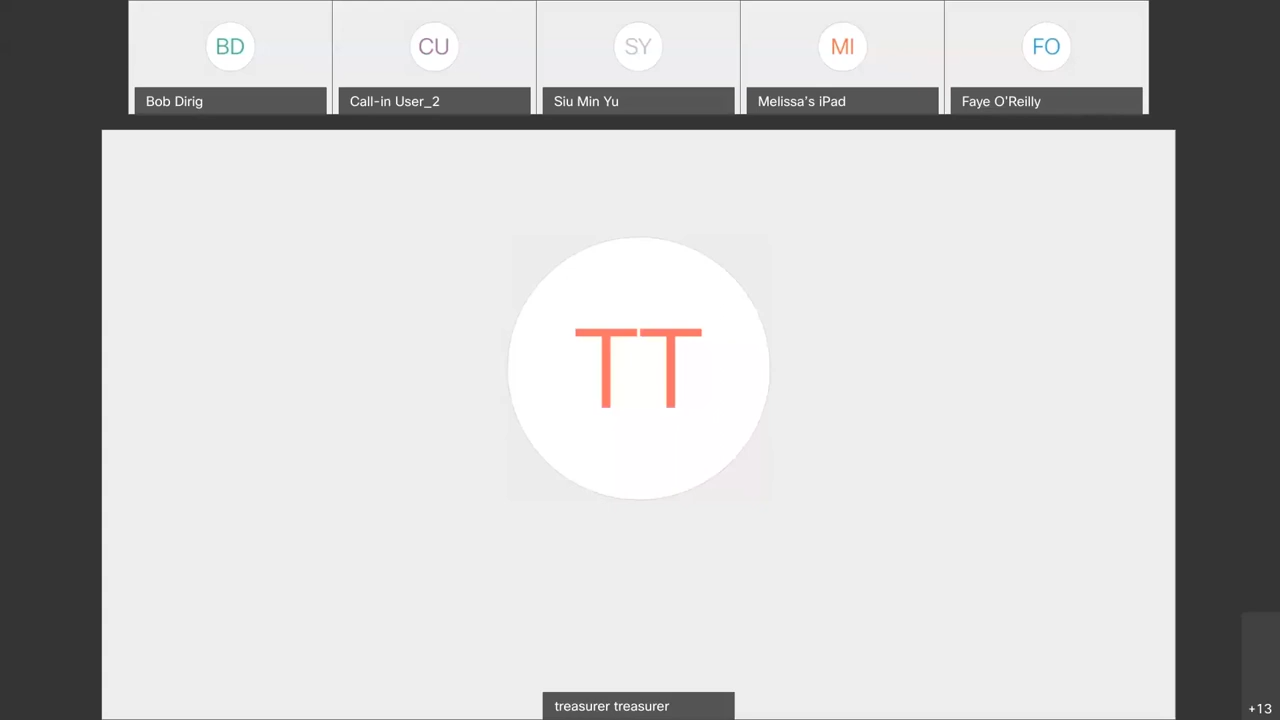 BD
CU
SY
MI
FO
Bob Dirig
Call-in User_2
Siu Min Yu
Melissa's iPad
Faye O'Reilly
TT
treasurer treasurer
+13